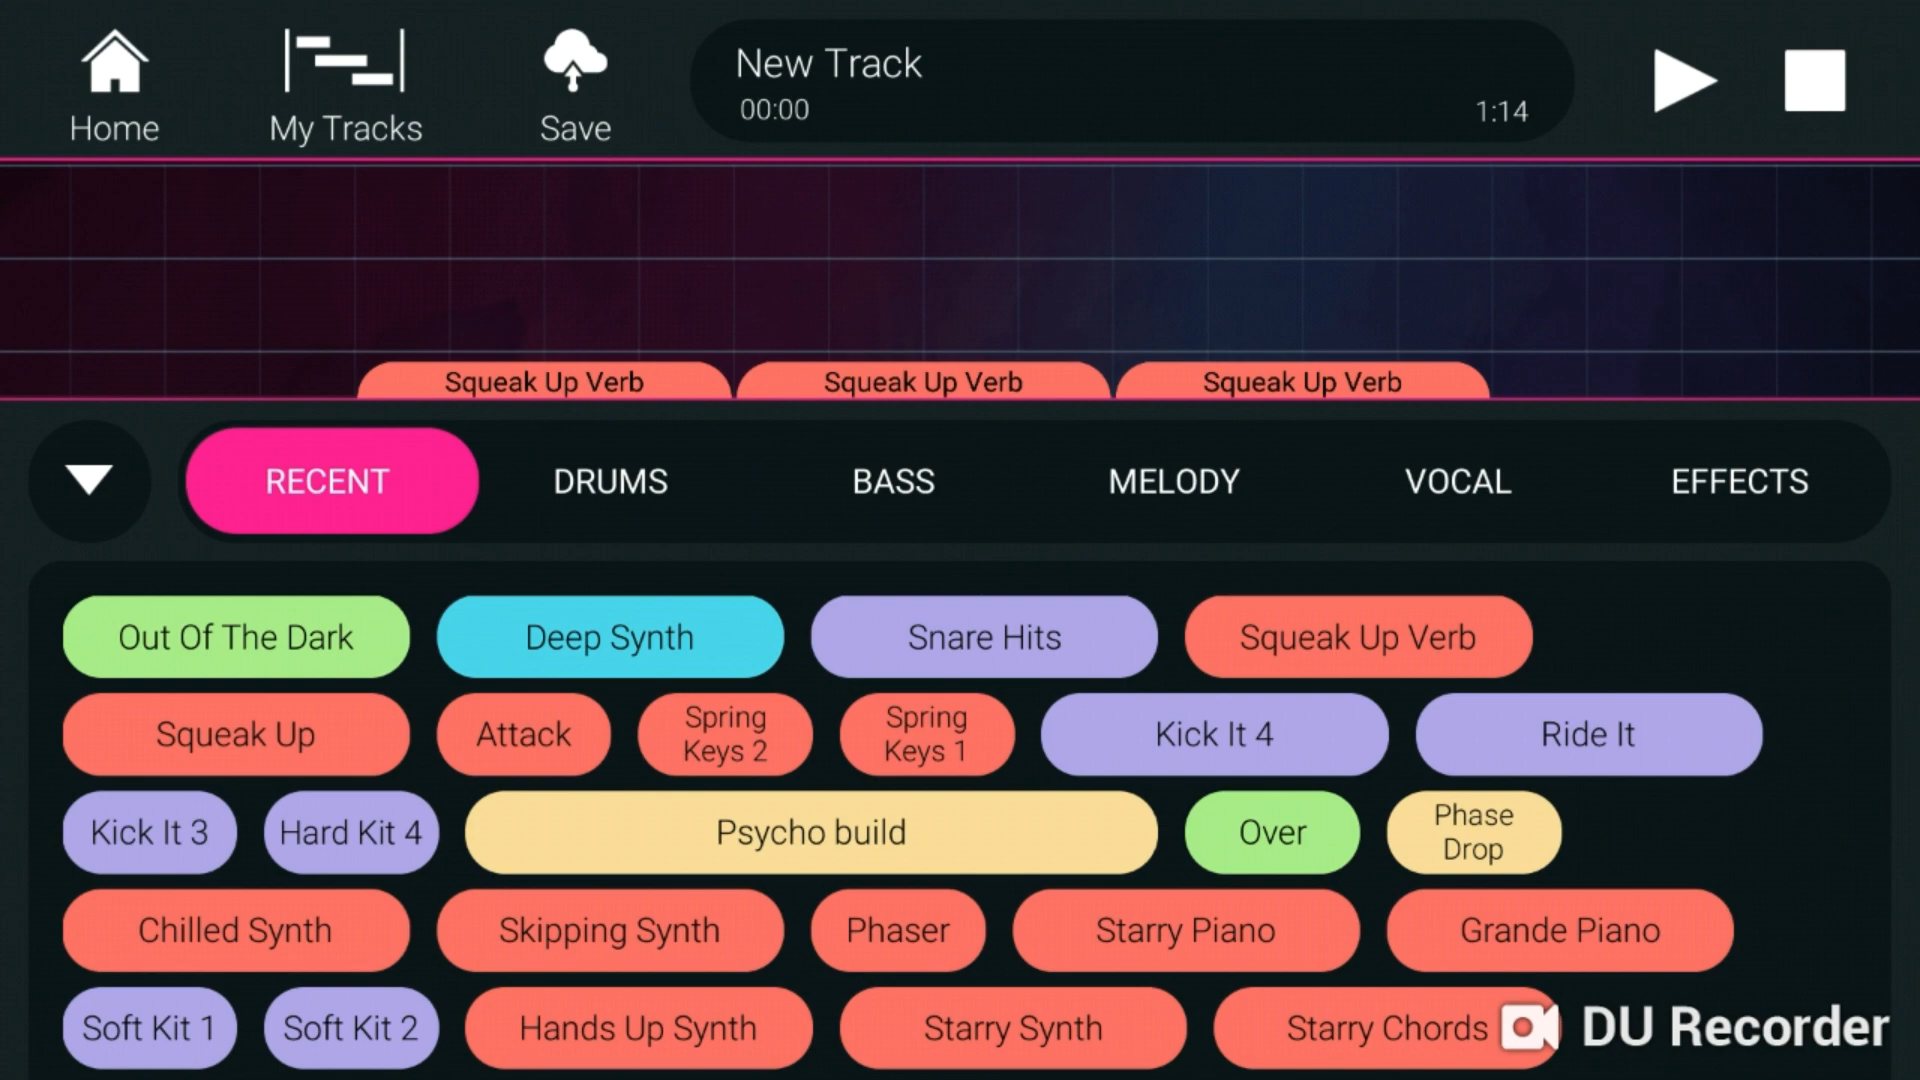 Home
My Tracks
Save
New Track
00:00
1:14
Squeak Up Verb
Squeak Up Verb
Squeak Up Verb
RECENT
DRUMS
BASS
MELODY
VOCAL
EFFECTS
Out Of The Dark
Deep Synth
Snare Hits
Squeak Up Verb
Squeak Up
Attack
Spring
Keys 2
Spring
Keys 1
Kick It 4
Ride It
Kick It 3
Hard Kit 4
Psycho build
Over
Phase
Drop
Chilled Synth
Skipping Synth
Phaser
Starry Piano
Grande Piano
Soft Kit 1
Soft Kit 2
Hands Up Synth
Starry Synth
Starry Chords
DU Recorder